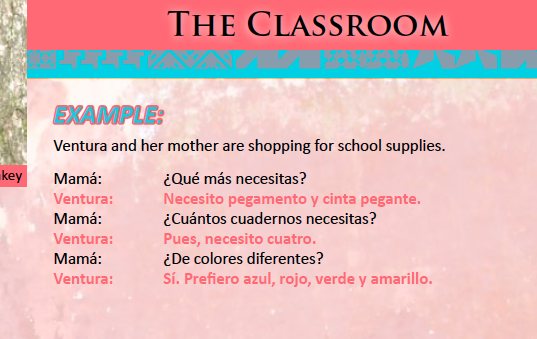 THE CLASSROOM
EXAMPLE:
Ventura and her mother are shopping for school supplies.
Mamá: ¿Qué más necesitas?
Ventura: Necesito pegamento y cinta pegante.
Mamá: ¿Cuántos cuadernos necesitas?
Ventura: Pues, necesito cuatro.
Mamá: ¿De colores diferentes?
Ventura: Sí. Prefiero azul, rojo, verde y amarillo.